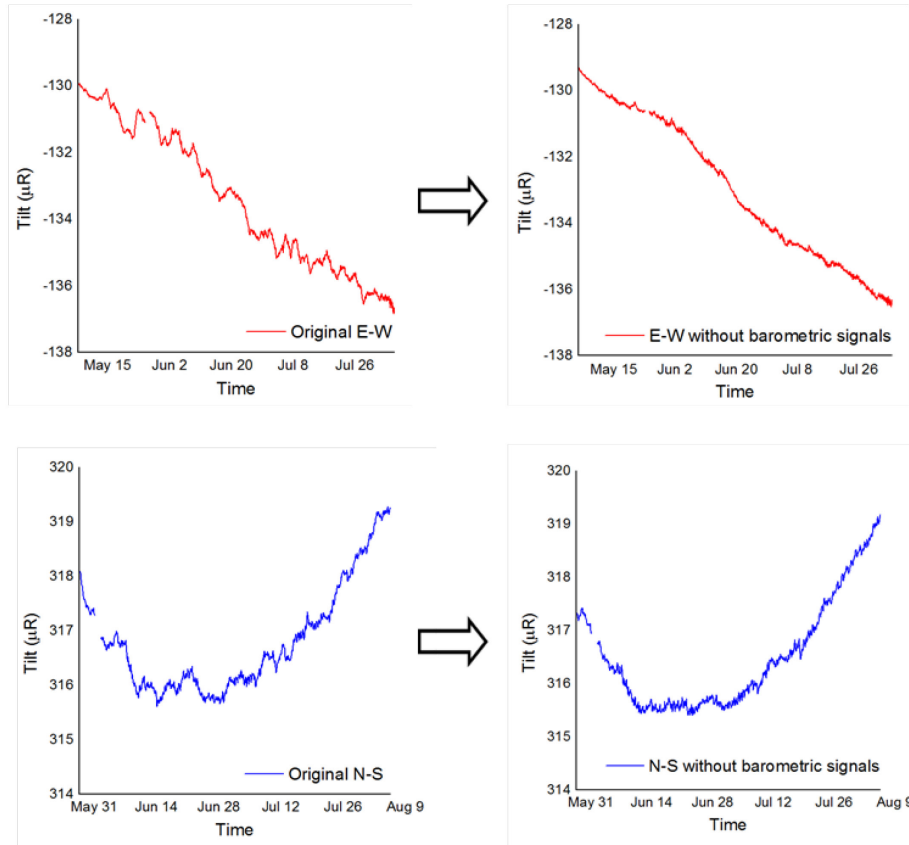 -128
-130
-132
-134
-136
-138
Tilt (μR)
Original E-W
May 15 Jun 2 Jun 20 Jul 8 Jul 26
Time
-128
-130
-132
-134
-136
-138
Tilt (μR)
E-W without barometric signals
May 15 Jun 2 Jun 20 Jul 8 Jul 26
Time
320
319
318
317
316
315
314
Tilt (μR)
Original N-S
May 31 Jun 14 Jun 28 Jul 12 Jul 26 Aug 9
Time
320
319
318
317
316
315
314
Tilt (μR)
N-S without barometric signals
May 31 Jun 14 Jun 28 Jul 12 Jul 26 Aug 9
Time